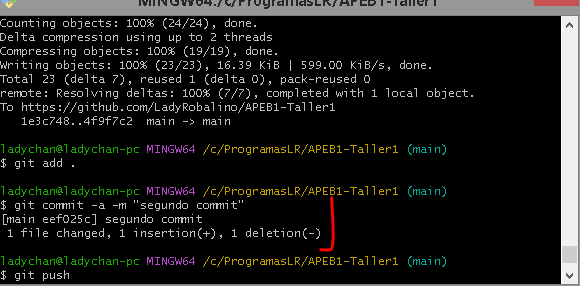 MINGW64:/c/ProgramasLR/APEB1-Taller1
Counting objects: 100% (24/24), done.
Delta compression using up to 2 threads
Compressing objects: 100% (19/19), done.
Writing objects: 100% (23/23), 16.39 KiB | 599.00 KiB/s, done.
Total 23 (delta 7), reused 1 (delta 0), pack-reused 0
remote: Resolving deltas: 100% (7/7), completed with 1 local object.
To https://github.com/LadyRobalino/APEB1-Taller1
   1e3c748..4f9f7c2  main -> main
ladychan@ladychan-pc MINGW64 /c/ProgramasLR/APEB1-Taller1 (main)
$ git add .
ladychan@ladychan-pc MINGW64 /c/ProgramasLR/APEB1-Taller1 (main)
$ git commit -a -m "segundo commit"
[main eef025c] segundo commit
 1 file changed, 1 insertion(+), 1 deletion(-)
ladychan@ladychan-pc MINGW64 /c/ProgramasLR/APEB1-Taller1 (main)
$ git push